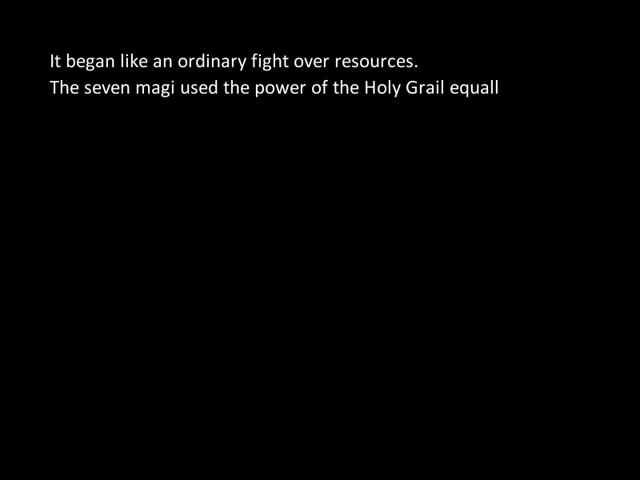 It began like an ordinary fight over resources.
The seven magi used the power of the Holy Grail equall